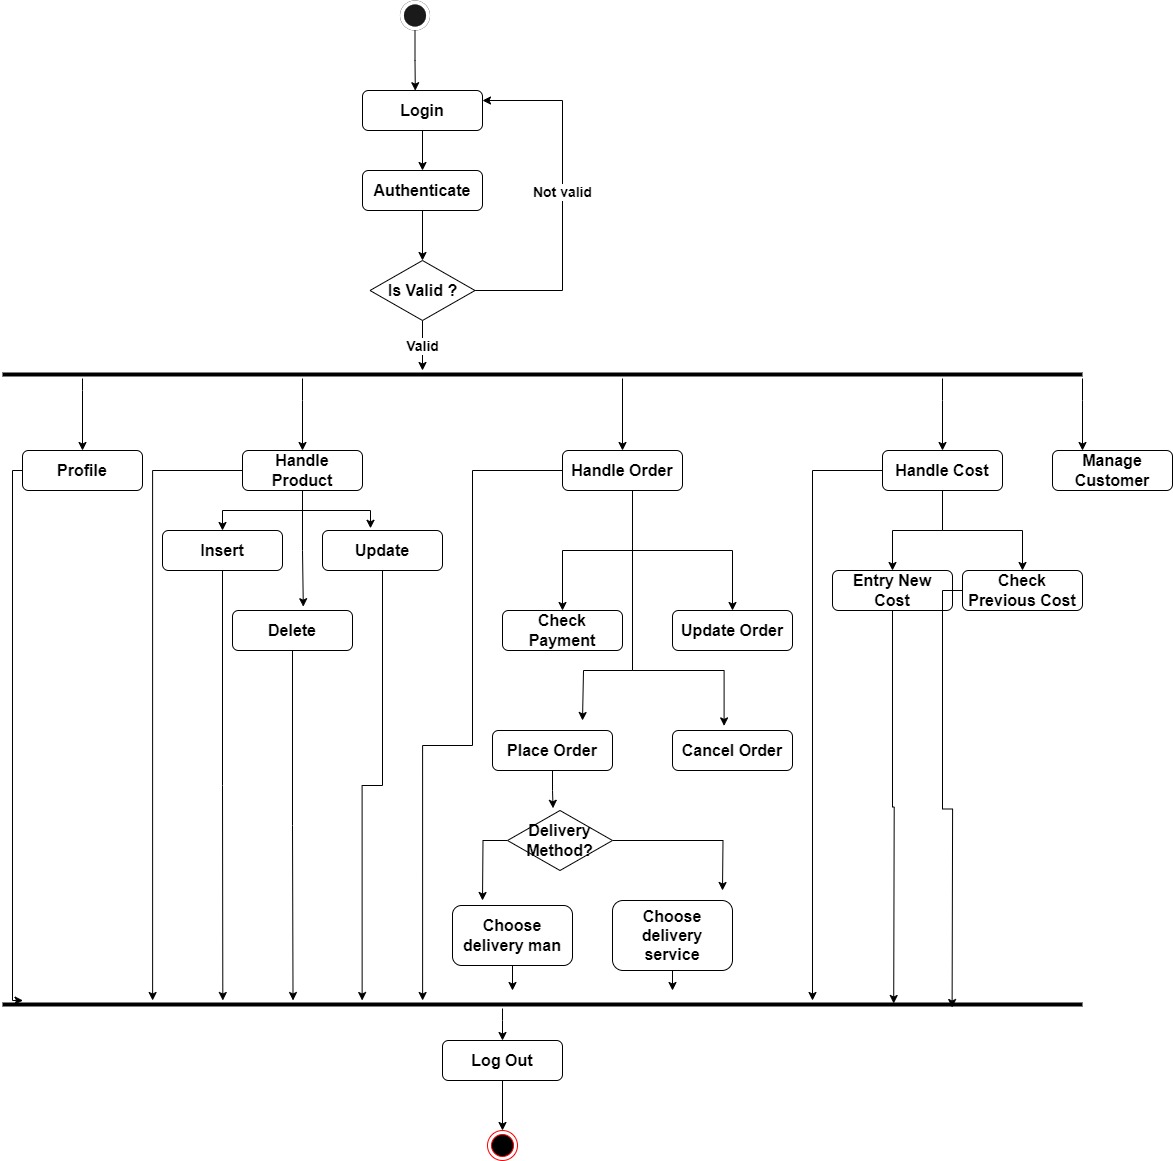 Login
Authenticate
Not valid
Is Valid ?
Valid
Profile
Handle
Product
Handle Order
Handle Cost
Manage
Customer
Insert
Update
Delete
Check
Payment
Update Order
Entry New
Cost
Check
Previous Cost
Place Order
Cancel Order
Delivery
Method?
Choose
delivery man
Choose
delivery
service
Log Out